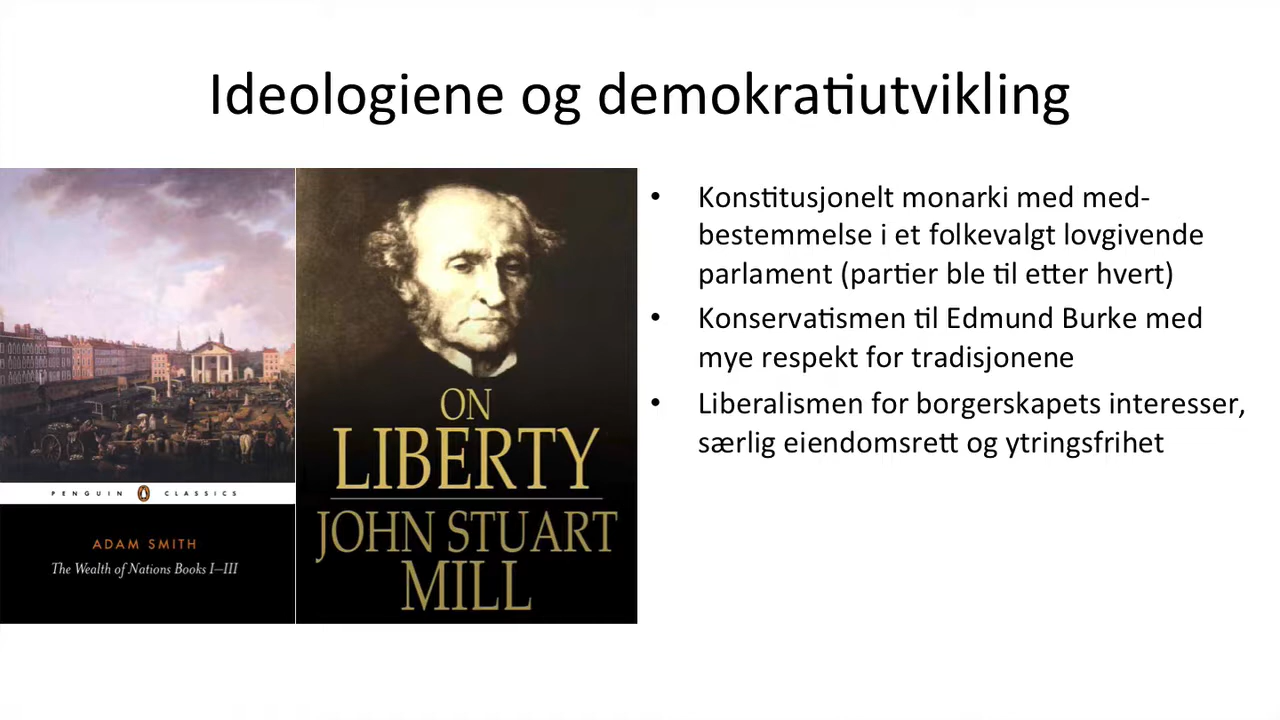 Ideologiene og demokratiutvikling
PENGUIN CLASSICS
ADAM SMITH
The Wealth of Nations Books I–III
ON
LIBERTY
JOHN STUART
MILL
• Konstitusjonelt monarki med med-
bestemmelse i et folkevalgt lovgivende
parlament (partier ble til etter hvert)
• Konservatismen til Edmund Burke med
mye respekt for tradisjonene
• Liberalismen for borgerskapets interesser,
særlig eiendomsrett og ytringsfrihet